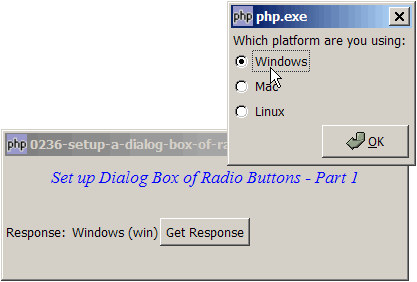 php php.exe
Which platform are you using:
Windows
Mac
Linux
OK
php 0236-setup-a-dialog-box-of-ra
Set up Dialog Box of Radio Buttons - Part 1
Response: Windows (win) Get Response